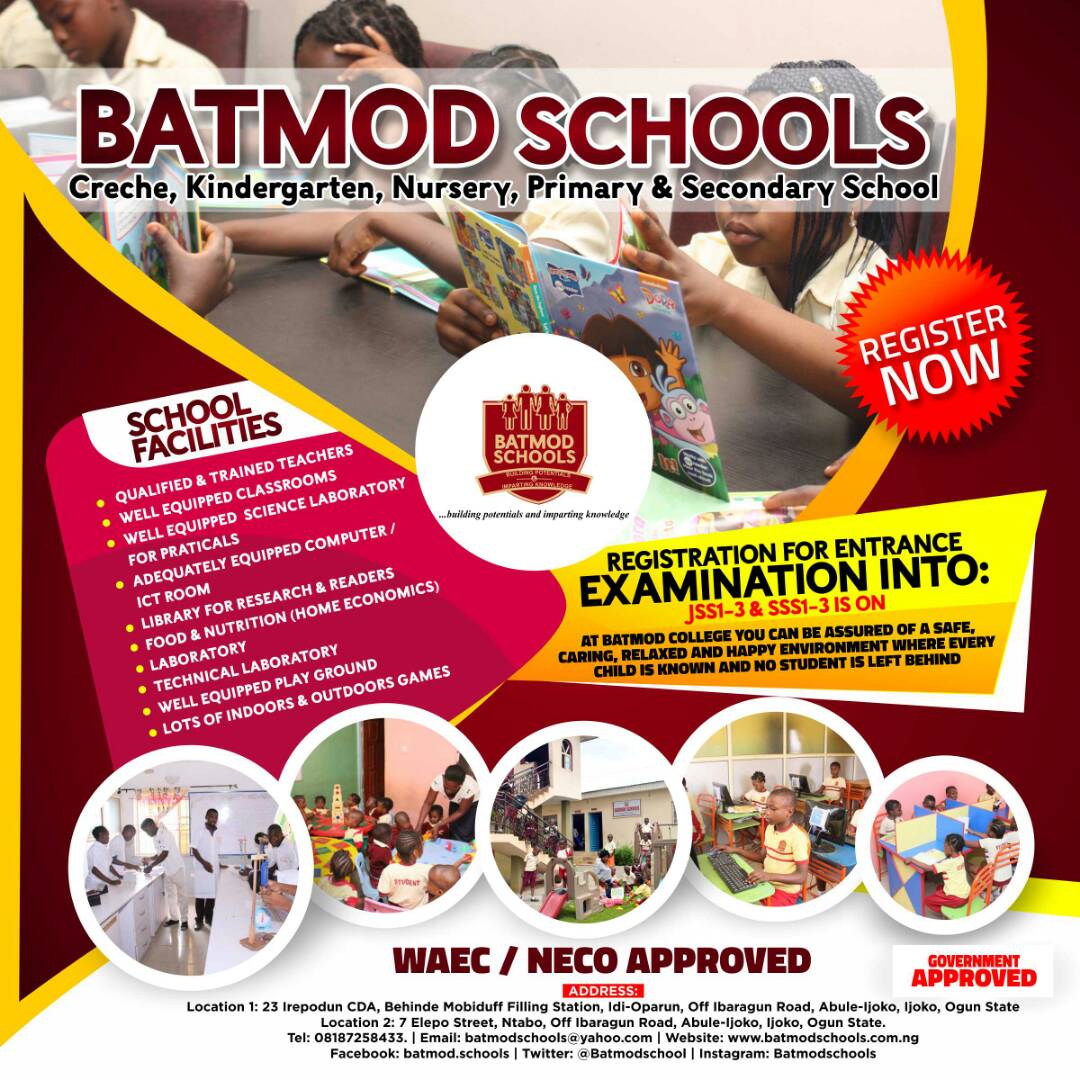 BATMOD SCHOOLS
Creche, Kindergarten, Nursery, Primary & Secondary School
REGISTER
NOW
SCHOOL
FACILITIES
QUALIFIED & TRAINED TEACHERS
WELL EQUIPPED CLASSROOMS
WELL EQUIPPED SCIENCE LABORATORY
FOR PRATICALS
ADEQUATELY EQUIPPED COMPUTER /
ICT ROOM
LIBRARY FOR RESEARCH & READERS
FOOD & NUTRITION (HOME ECONOMICS)
LABORATORY
TECHNICAL LABORATORY
WELL EQUIPPED PLAY GROUND
LOTS OF INDOORS & OUTDOORS GAMES
BATMOD
SCHOOLS
BUILDING POTENTIALS
&
IMPARTING KNOWLEDGE
...building potentials and imparting knowledge
REGISTRATION FOR ENTRANCE
EXAMINATION INTO:
JSS1-3 & SSS1-3 IS ON
AT BATMOD COLLEGE YOU CAN BE ASSURED OF A SAFE,
CARING, RELAXED AND HAPPY ENVIRONMENT WHERE EVERY
CHILD IS KNOWN AND NO STUDENT IS LEFT BEHIND
STUDENT
WAEC / NECO APPROVED
GOVERNMENT
APPROVED
ADDRESS:
Location 1: 23 Irepodun CDA, Behinde Mobiduff Filling Station, Idi-Oparun, Off Ibaragun Road, Abule-Ijoko, Ijoko, Ogun State
Location 2: 7 Elepo Street, Ntabo, Off Ibaragun Road, Abule-Ijoko, Ijoko, Ogun State.
Tel: 08187258433. | Email: batmodschools@yahoo.com | Website: www.batmodschools.com.ng
Facebook: batmod.schools | Twitter: @Batmodschool | Instagram: Batmodschools